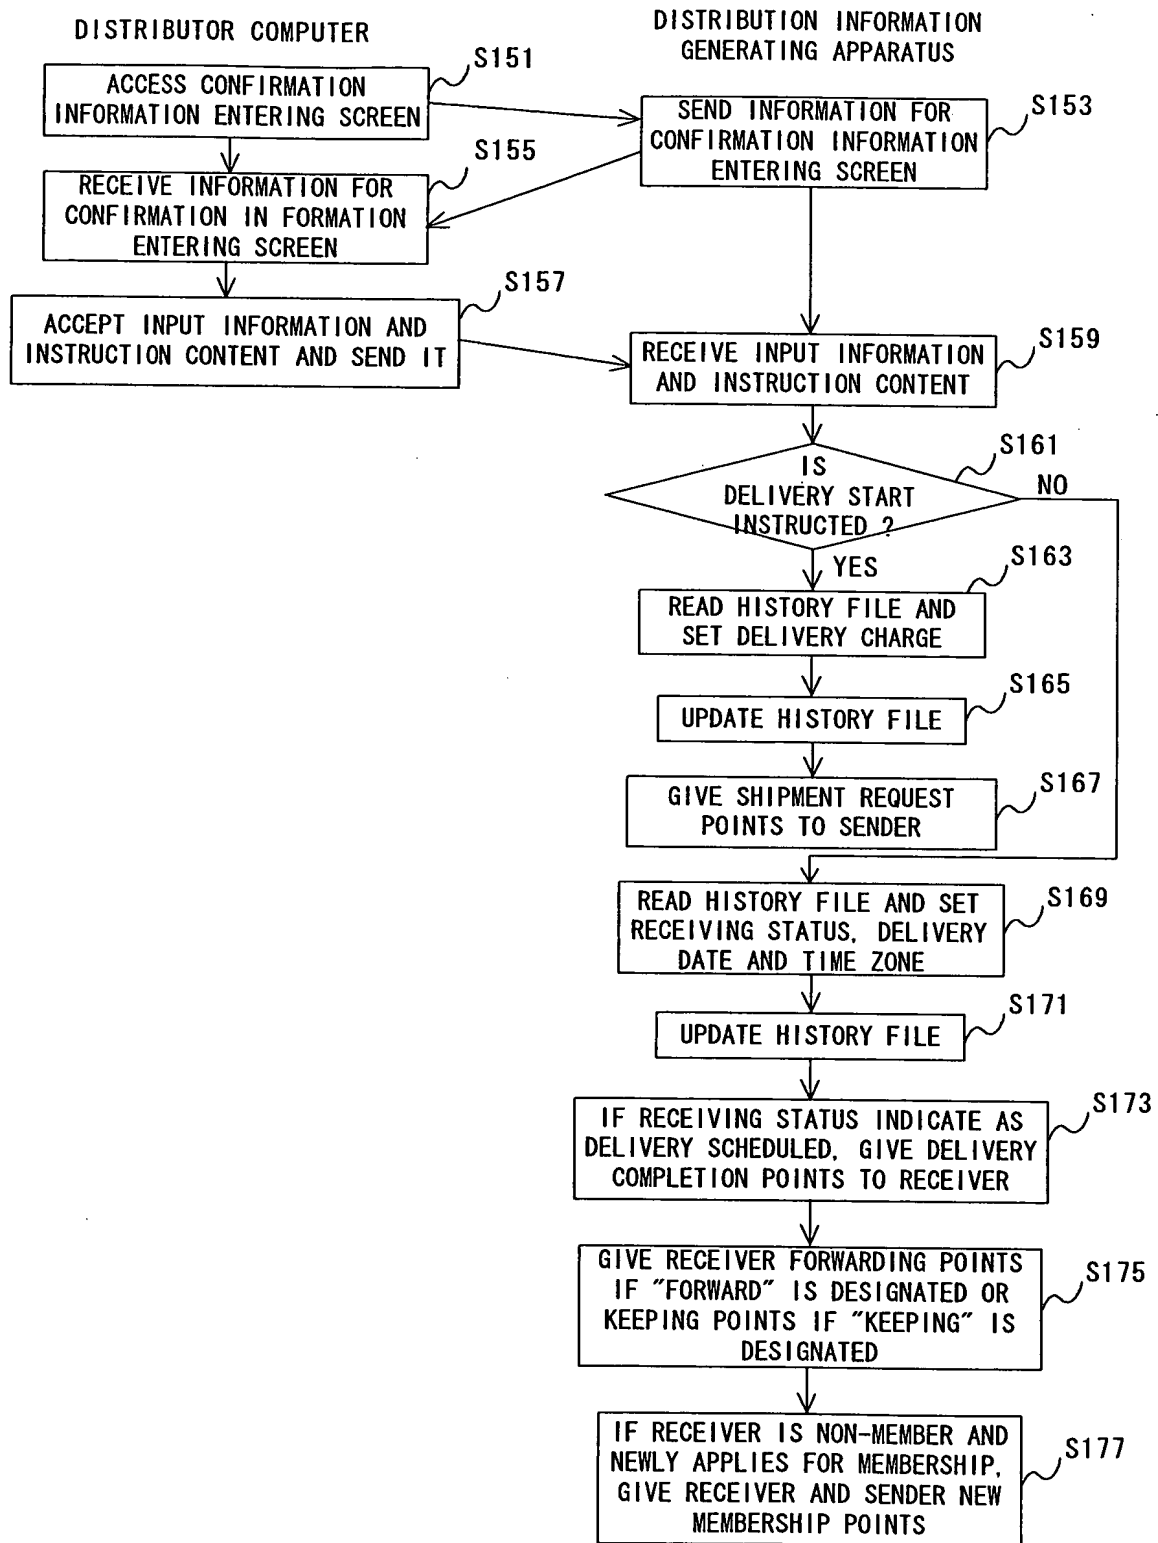 DISTRIBUTOR COMPUTER
DISTRIBUTION INFORMATION
GENERATING APPARATUS
S151
ACCESS CONFIRMATION
INFORMATION ENTERING SCREEN
S153
SEND INFORMATION FOR
CONFIRMATION INFORMATION
ENTERING SCREEN
S155
RECEIVE INFORMATION FOR
CONFIRMATION IN FORMATION
ENTERING SCREEN
S157
ACCEPT INPUT INFORMATION AND
INSTRUCTION CONTENT AND SEND IT
S159
RECEIVE INPUT INFORMATION
AND INSTRUCTION CONTENT
S161
IS
DELIVERY START
INSTRUCTED ?
NO
YES
S163
READ HISTORY FILE AND
SET DELIVERY CHARGE
S165
UPDATE HISTORY FILE
S167
GIVE SHIPMENT REQUEST
POINTS TO SENDER
S169
READ HISTORY FILE AND SET
RECEIVING STATUS, DELIVERY
DATE AND TIME ZONE
S171
UPDATE HISTORY FILE
S173
IF RECEIVING STATUS INDICATE AS
DELIVERY SCHEDULED, GIVE DELIVERY
COMPLETION POINTS TO RECEIVER
S175
GIVE RECEIVER FORWARDING POINTS
IF "FORWARD" IS DESIGNATED OR
KEEPING POINTS IF "KEEPING" IS
DESIGNATED
S177
IF RECEIVER IS NON-MEMBER AND
NEWLY APPLIES FOR MEMBERSHIP,
GIVE RECEIVER AND SENDER NEW
MEMBERSHIP POINTS